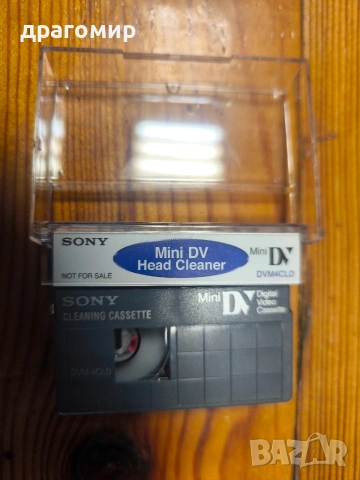 драгомир
SONY
Mini DV
Head Cleaner
Mini DV
NOT FOR SALE
DVM4CLD
SONY
Mini DV
Digital
Video
Cassette
CLEANING CASSETTE
DVM4CLD
BAZAR